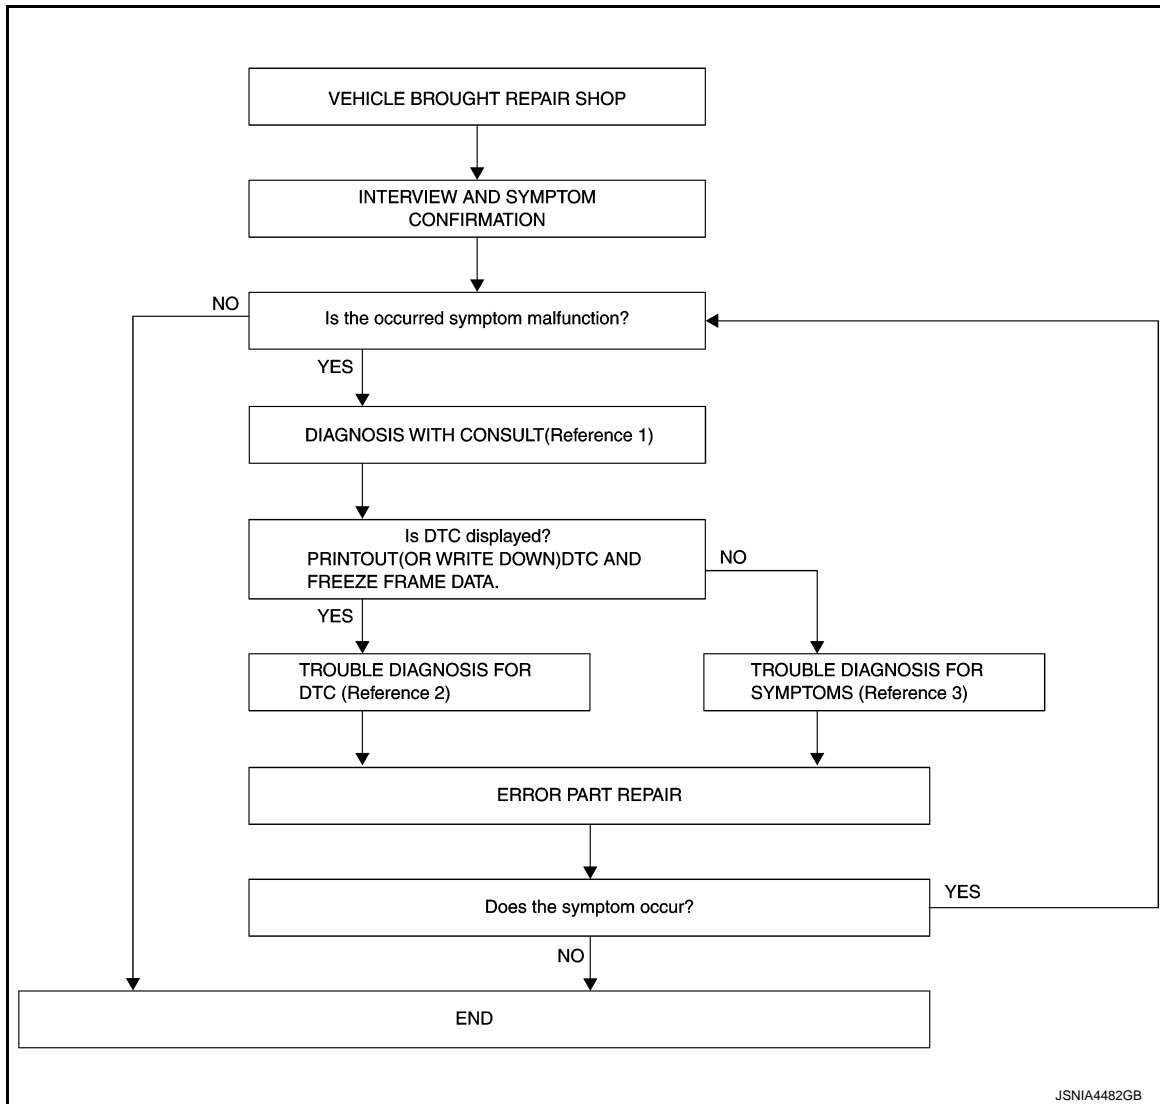 VEHICLE BROUGHT REPAIR SHOP
INTERVIEW AND SYMPTOM
CONFIRMATION
NO
Is the occurred symptom malfunction?
YES
DIAGNOSIS WITH CONSULT(Reference 1)
Is DTC displayed?
PRINTOUT(OR WRITE DOWN)DTC AND
FREEZE FRAME DATA.
NO
YES
TROUBLE DIAGNOSIS FOR
DTC (Reference 2)
TROUBLE DIAGNOSIS FOR
SYMPTOMS (Reference 3)
ERROR PART REPAIR
Does the symptom occur?
YES
NO
END
JSNIA4482GB